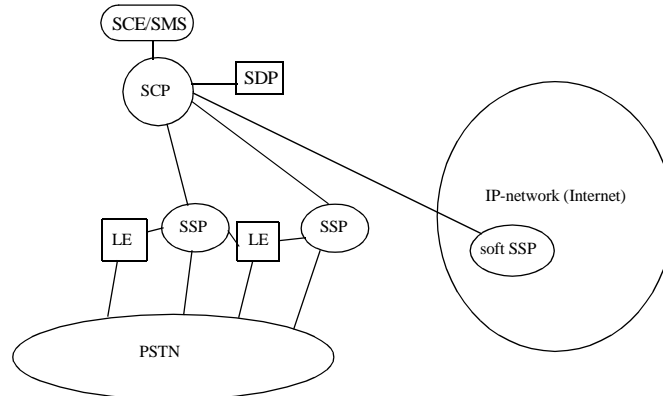 SCE/SMS
SCP
SDP
IP-network (Internet)
SSP
SSP
LE
LE
soft SSP
PSTN